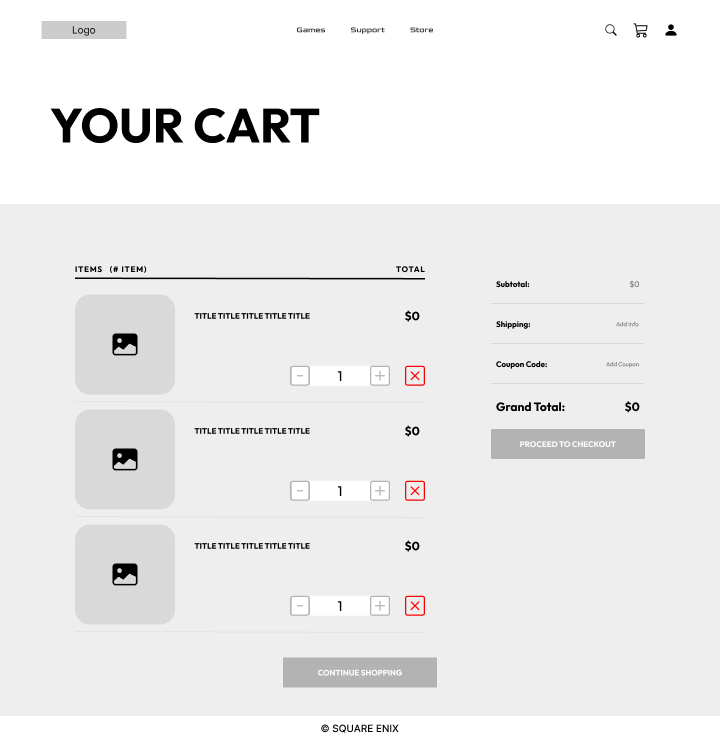 Logo
Games Support Store
YOUR CART
ITEMS (# ITEM) TOTAL
TITLE TITLE TITLE TITLE TITLE $0
- 1 +
TITLE TITLE TITLE TITLE TITLE $0
- 1 +
TITLE TITLE TITLE TITLE TITLE $0
- 1 +
Subtotal: $0
Shipping: Add Info
Coupon Code: Add Coupon
Grand Total: $0
PROCEED TO CHECKOUT
CONTINUE SHOPPING
© SQUARE ENIX